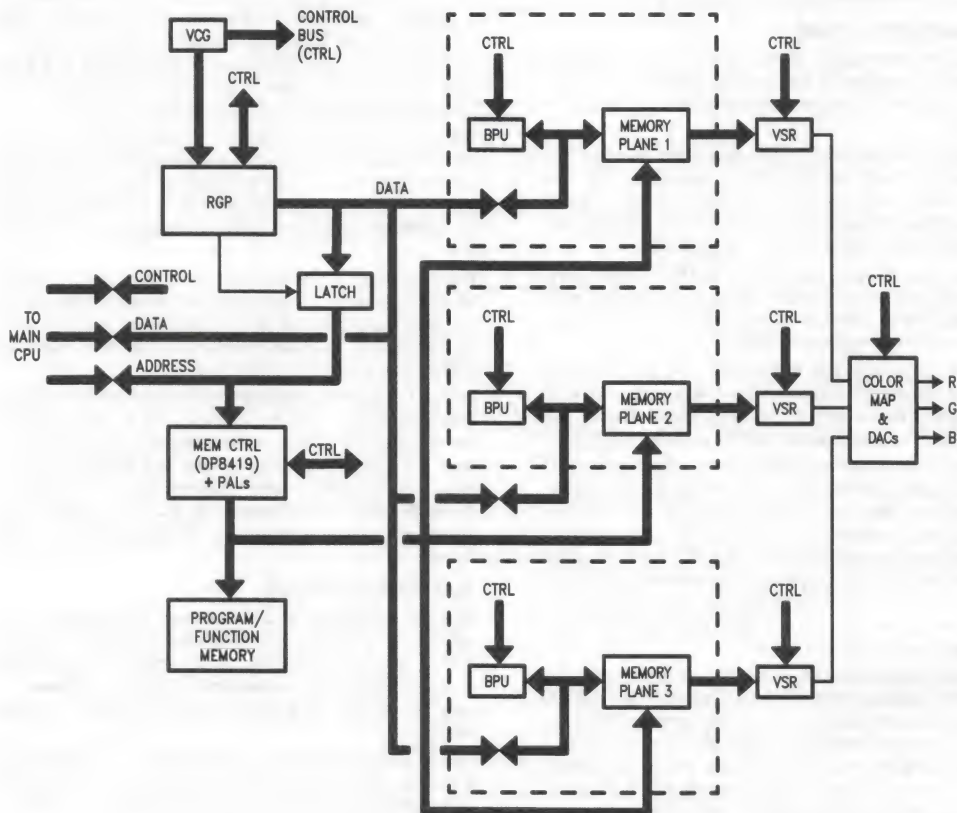 VCG
CONTROL
BUS
(CTRL)
CTRL
RGP
DATA
LATCH
CONTROL
TO
MAIN
CPU
DATA
ADDRESS
MEM CTRL
(DP8419)
+ PALs
CTRL
PROGRAM/
FUNCTION
MEMORY
CTRL
BPU
MEMORY
PLANE 1
CTRL
VSR
CTRL
BPU
MEMORY
PLANE 2
CTRL
VSR
CTRL
BPU
MEMORY
PLANE 3
CTRL
VSR
CTRL
COLOR
MAP
&
DACs
R
G
B